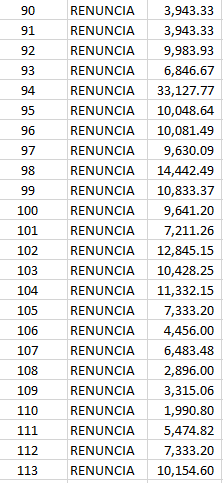 90 RENUNCIA 3,943.33
91 RENUNCIA 3,943.33
92 RENUNCIA 9,983.93
93 RENUNCIA 6,846.67
94 RENUNCIA 33,127.77
95 RENUNCIA 10,048.64
96 RENUNCIA 10,081.49
97 RENUNCIA 9,630.09
98 RENUNCIA 14,442.49
99 RENUNCIA 10,833.37
100 RENUNCIA 9,641.20
101 RENUNCIA 7,211.26
102 RENUNCIA 12,845.15
103 RENUNCIA 10,428.25
104 RENUNCIA 11,332.15
105 RENUNCIA 7,333.20
106 RENUNCIA 4,456.00
107 RENUNCIA 6,483.48
108 RENUNCIA 2,896.00
109 RENUNCIA 3,315.06
110 RENUNCIA 1,990.80
111 RENUNCIA 5,474.82
112 RENUNCIA 7,333.20
113 RENUNCIA 10,154.60